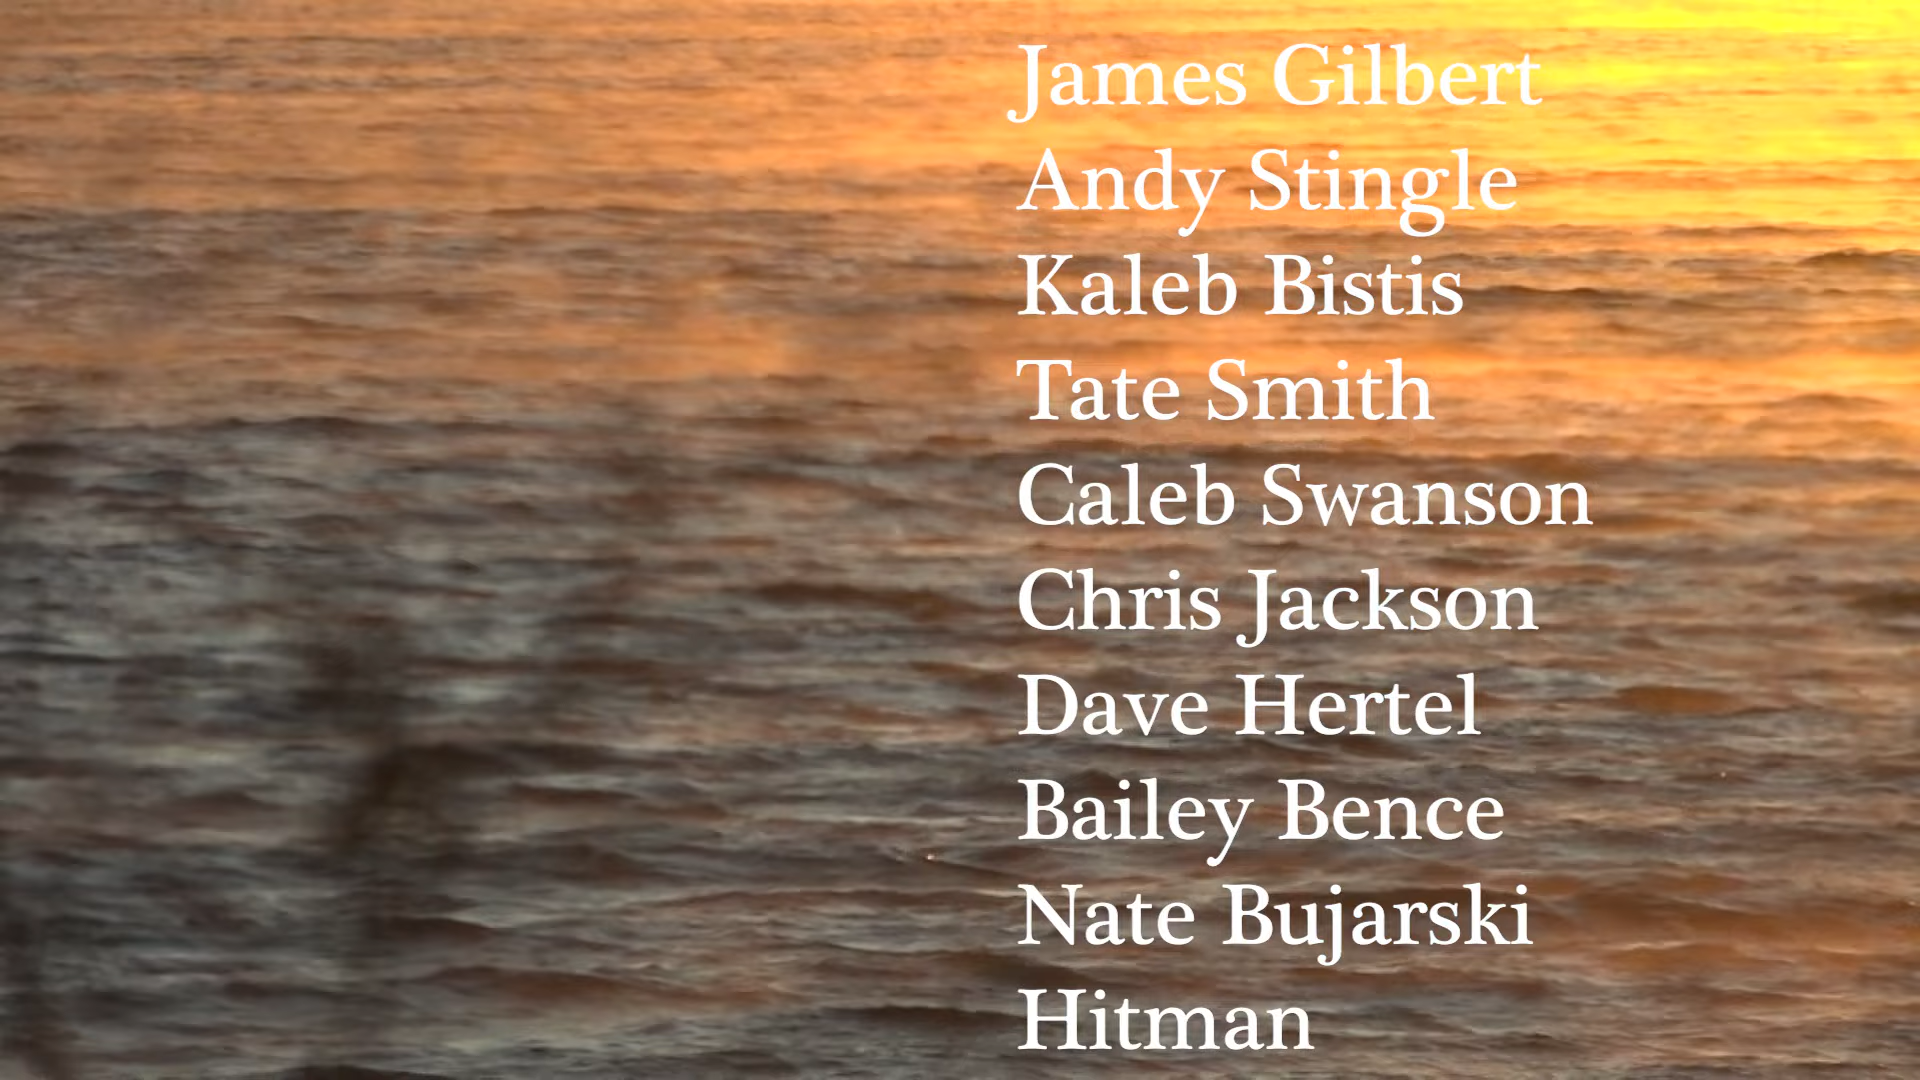 James Gilbert
Andy Stingle
Kaleb Bistis
Tate Smith
Caleb Swanson
Chris Jackson
Dave Hertel
Bailey Bence
Nate Bujarski
Hitman